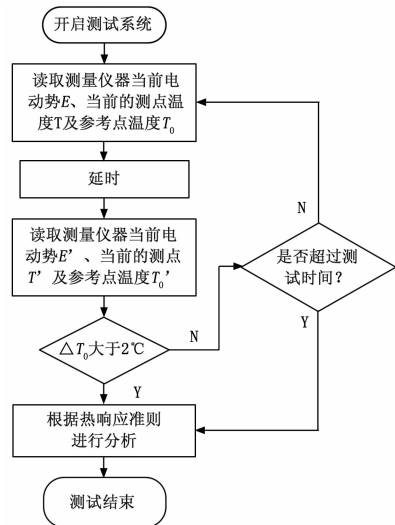 开启测试系统
读取测量仪器当前电
动势E、当前的测点温
度T及参考点温度T₀
延时
读取测量仪器当前电
动势E’、当前的测点
T’及参考点温度T₀’
N
是否超过测
试时间？
△T₀大于2℃
N
Y
Y
根据热响应准则
进行分析
测试结束